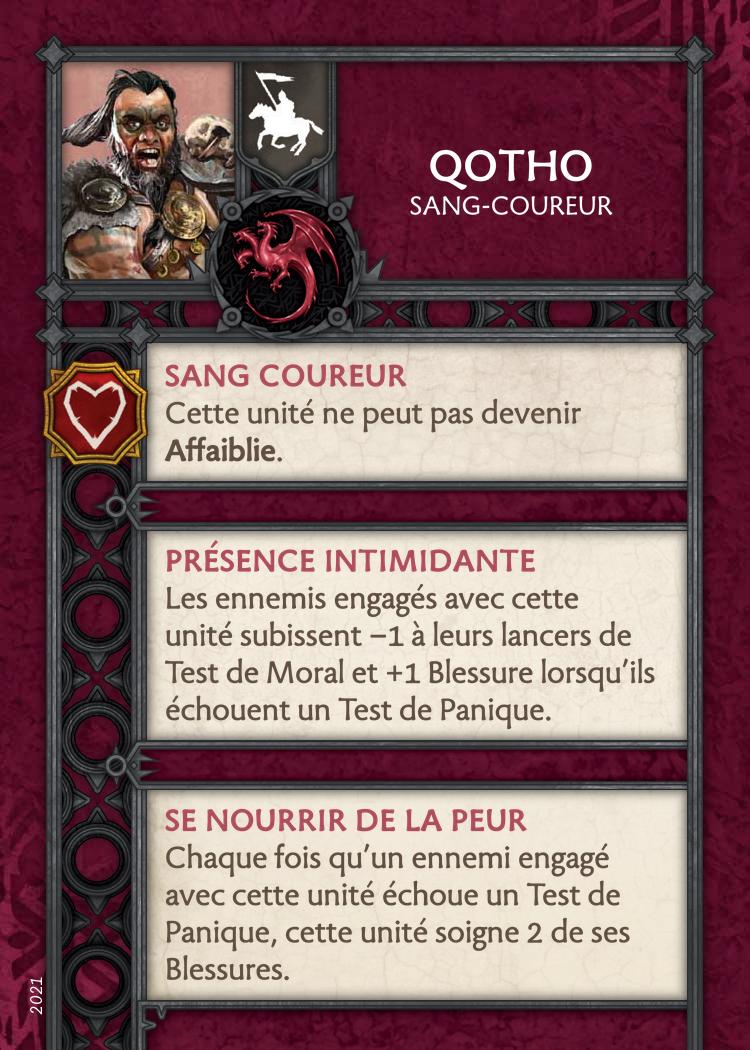 QOTHO
SANG-COUREUR
SANG COUREUR
Cette unité ne peut pas devenir
Affaiblie.
PRÉSENCE INTIMIDANTE
Les ennemis engagés avec cette
unité subissent −1 à leurs lancers de
Test de Moral et +1 Blessure lorsqu'ils
échouent un Test de Panique.
SE NOURRIR DE LA PEUR
Chaque fois qu'un ennemi engagé
avec cette unité échoue un Test de
Panique, cette unité soigne 2 de ses
Blessures.
2021